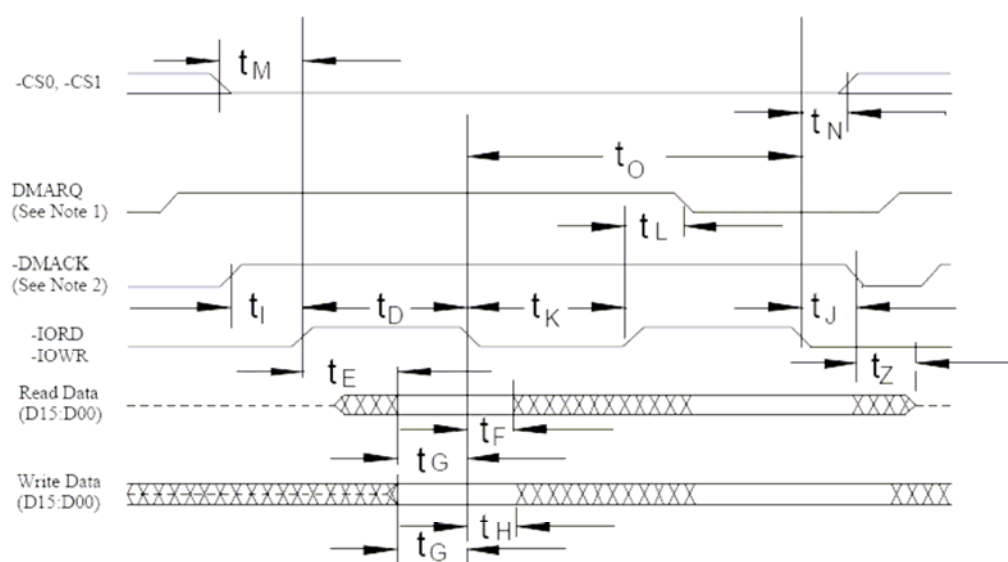 tM
-CS0, -CS1
tN
tO
DMARQ
(See Note 1)
tL
-DMACK
(See Note 2)
tI
tD
tK
tJ
-IORD
-IOWR
tE
tZ
Read Data
(D15:D00)
tF
tG
Write Data
(D15:D00)
tH
tG